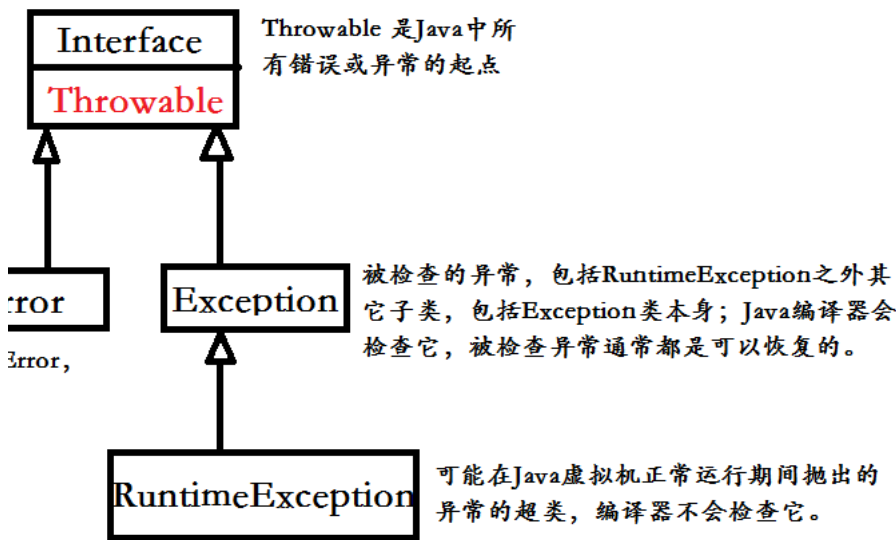 Interface
Throwable
Throwable 是Java中所
有错误或异常的起点
rror
Exception
被检查的异常，包括RuntimeException之外其
它子类，包括Exception类本身；Java编译器会
检查它，被检查异常通常都是可以恢复的。
Error，
RuntimeException
可能在Java虚拟机正常运行期间抛出的
异常的超类，编译器不会检查它。